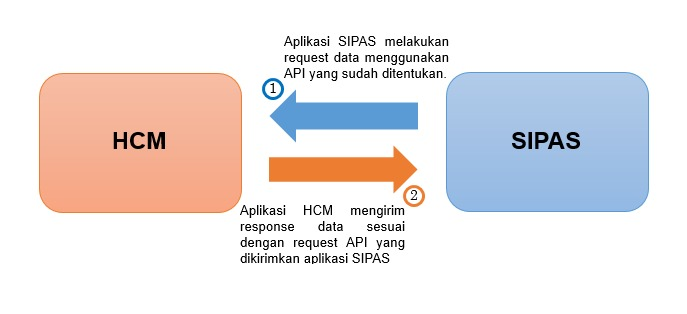 Aplikasi SIPAS melakukan
request data menggunakan
API yang sudah ditentukan.
1
HCM
SIPAS
2
Aplikasi HCM mengirim
response data sesuai
dengan request API yang
dikirimkan aplikasi SIPAS